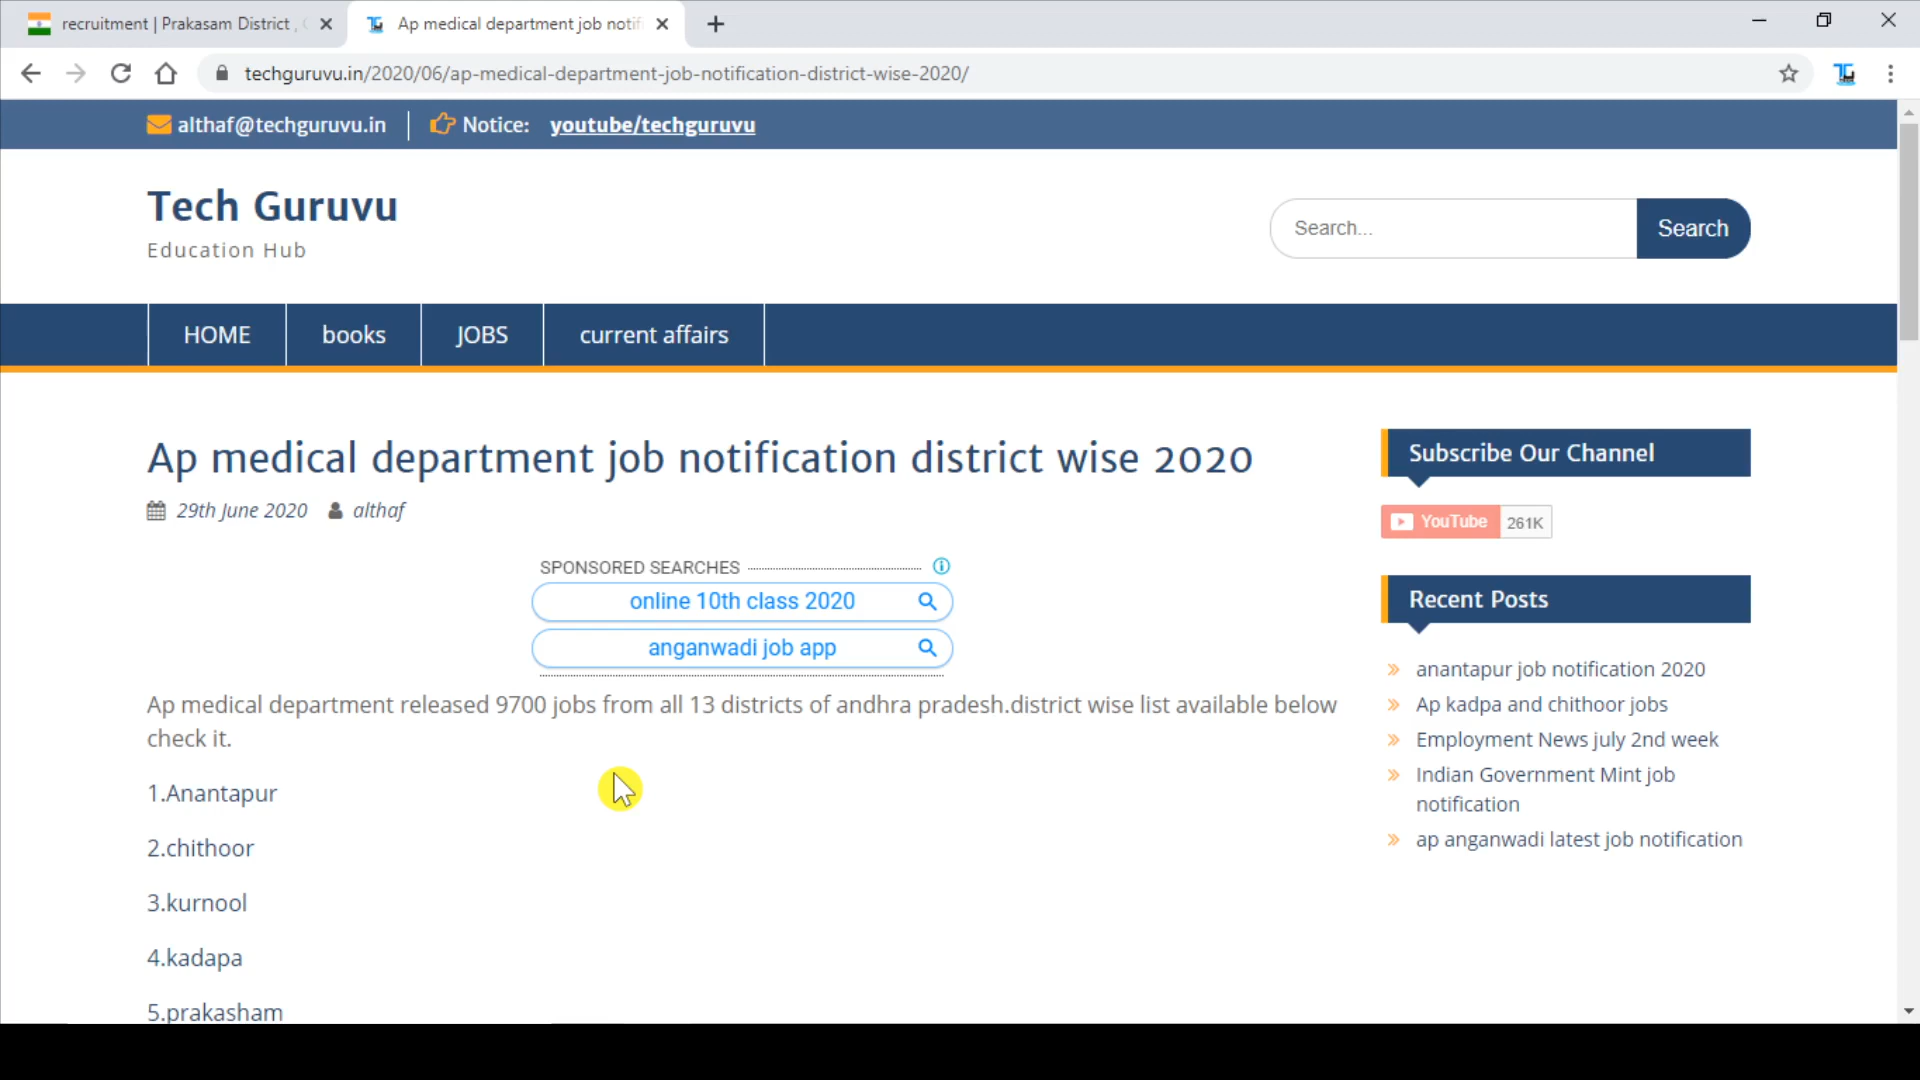 recruitment | Prakasam District ,
Ap medical department job notif
techguruvu.in/2020/06/ap-medical-department-job-notification-district-wise-2020/
althaf@techguruvu.in
Notice: youtube/techguruvu
Tech Guruvu
Education Hub
Search...
Search
HOME
books
JOBS
current affairs
Ap medical department job notification district wise 2020
29th June 2020 althaf
SPONSORED SEARCHES
online 10th class 2020
anganwadi job app
Ap medical department released 9700 jobs from all 13 districts of andhra pradesh.district wise list available below
check it.
1.Anantapur
2.chithoor
3.kurnool
4.kadapa
5.prakasham
Subscribe Our Channel
YouTube 261K
Recent Posts
anantapur job notification 2020
Ap kadpa and chithoor jobs
Employment News july 2nd week
Indian Government Mint job
notification
ap anganwadi latest job notification